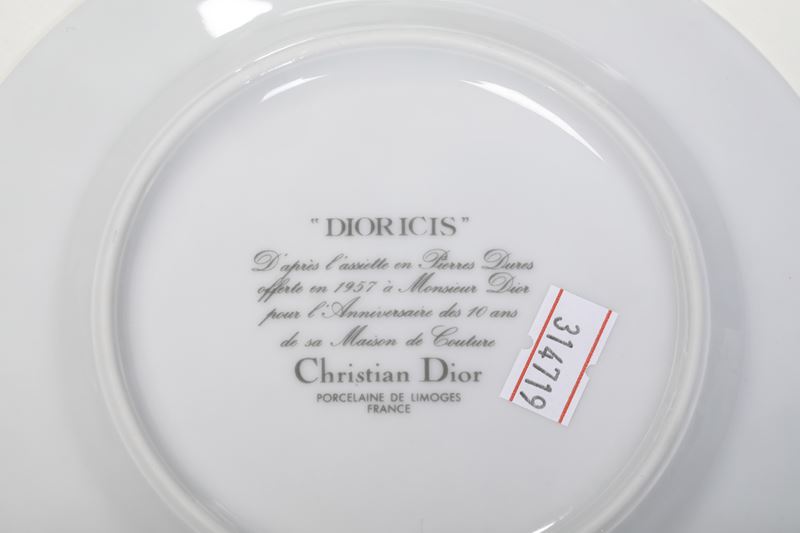 "DIORICIS"
D'après l'assiette en Pierres Dures
offerte en 1957 à Monsieur Dior
pour l'Anniversaire des 10 ans
de sa Maison de Couture
Christian Dior
PORCELAINE DE LIMOGES
FRANCE
314719